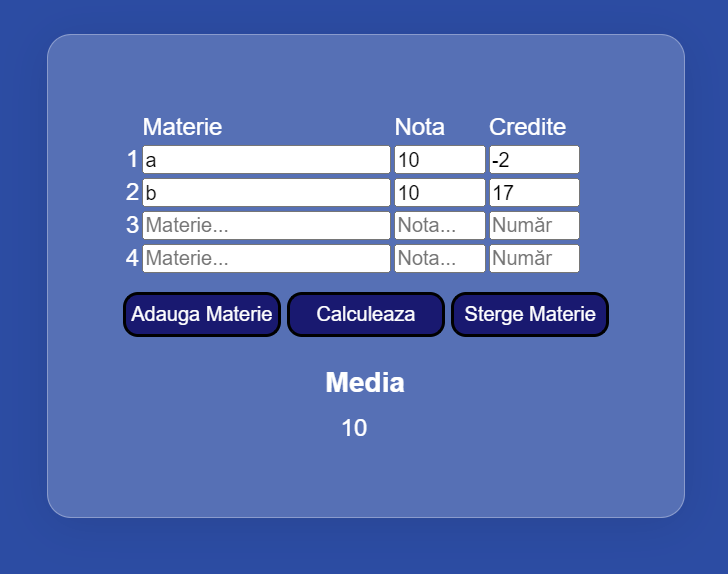 Materie Nota Credite
1 a 10 -2
2 b 10 17
3 Materie... Nota... Număr
4 Materie... Nota... Număr
Adauga Materie Calculeaza Sterge Materie
Media
10